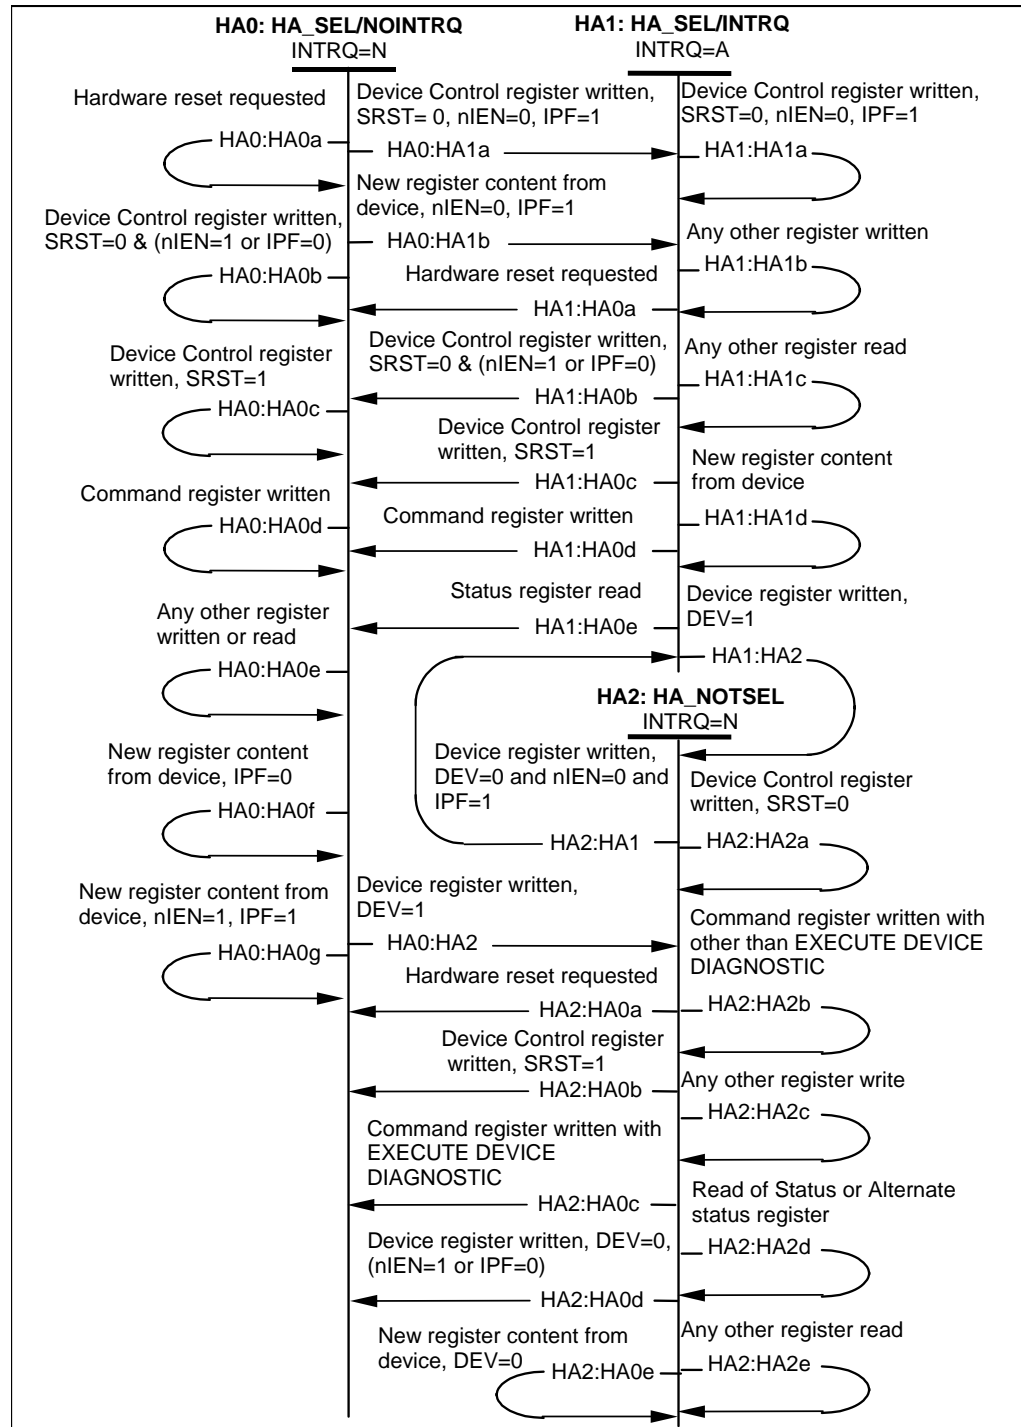 HA0: HA_SEL/NOINTRQ
INTRQ=N
HA1: HA_SEL/INTRQ
INTRQ=A
Hardware reset requested
HA0:HA0a
Device Control register written,
SRST= 0, nIEN=0, IPF=1
HA0:HA1a
Device Control register written,
SRST=0, nIEN=0, IPF=1
HA1:HA1a
New register content from
device, nIEN=0, IPF=1
HA0:HA1b
Device Control register written,
SRST=0 & (nIEN=1 or IPF=0)
HA0:HA0b
Any other register written
HA1:HA1b
Hardware reset requested
HA1:HA0a
Device Control register written,
SRST=0 & (nIEN=1 or IPF=0)
HA1:HA0b
Any other register read
HA1:HA1c
Device Control register
written, SRST=1
HA0:HA0c
Device Control register
written, SRST=1
HA1:HA0c
New register content
from device
HA1:HA1d
Command register written
HA0:HA0d
Command register written
HA1:HA0d
Status register read
HA1:HA0e
Device register written,
DEV=1
HA1:HA2
Any other register
written or read
HA0:HA0e
HA2: HA_NOTSEL
INTRQ=N
New register content
from device, IPF=0
HA0:HA0f
Device register written,
DEV=0 and nIEN=0 and
IPF=1
HA2:HA1
Device Control register
written, SRST=0
HA2:HA2a
New register content from
device, nIEN=1, IPF=1
HA0:HA0g
Device register written,
DEV=1
HA0:HA2
Command register written with
other than EXECUTE DEVICE
DIAGNOSTIC
HA2:HA2b
Hardware reset requested
HA2:HA0a
Device Control register
written, SRST=1
HA2:HA0b
Any other register write
HA2:HA2c
Command register written with
EXECUTE DEVICE
DIAGNOSTIC
HA2:HA0c
Read of Status or Alternate
status register
HA2:HA2d
Device register written, DEV=0,
(nIEN=1 or IPF=0)
HA2:HA0d
New register content from
device, DEV=0
HA2:HA0e
Any other register read
HA2:HA2e